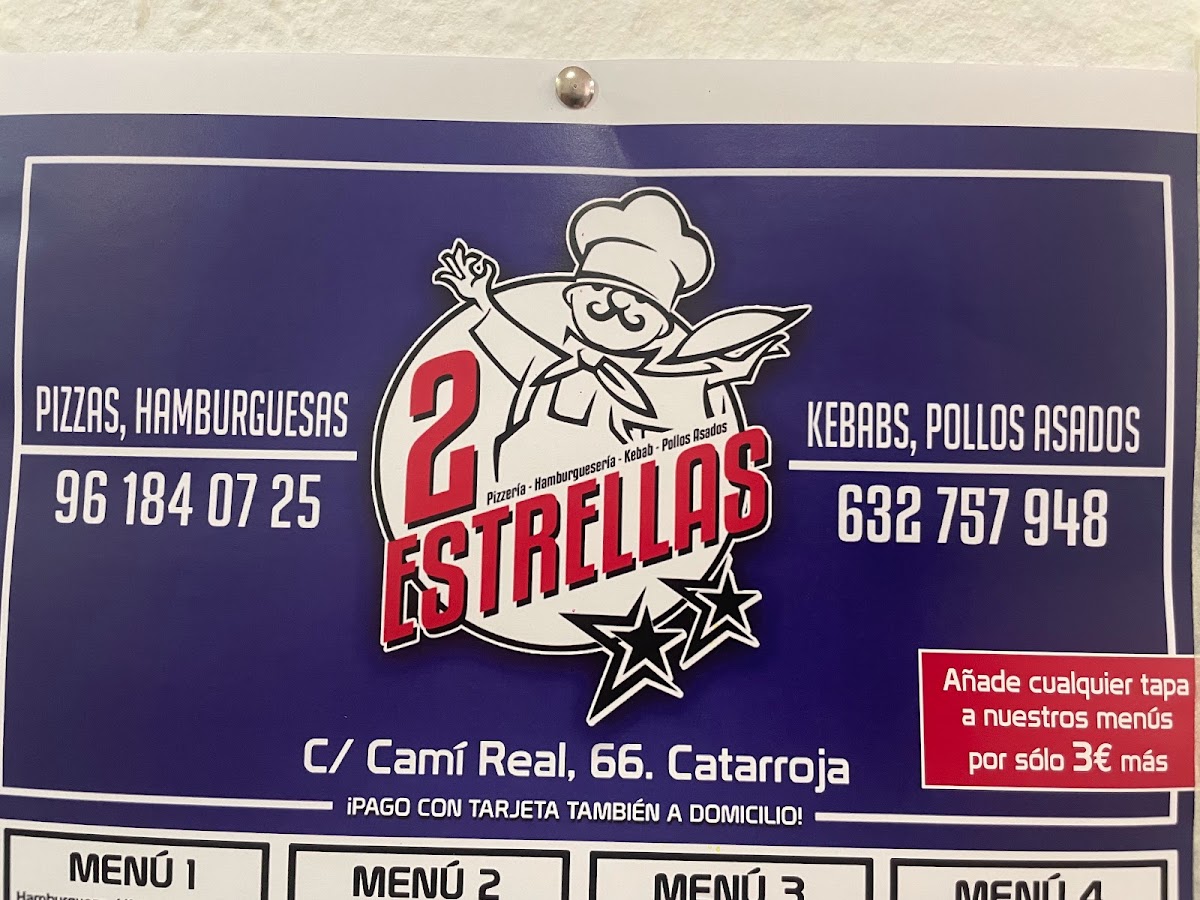 PIZZAS, HAMBURGUESAS
96 184 07 25
2
Pizzería - Hamburguesería - Kebab - Pollos Asados
ESTRELLAS
KEBABS, POLLOS ASADOS
632 757 948
Añade cualquier tapa
a nuestros menús
por sólo 3€ más
C/ Camí Real, 66. Catarroja
¡PAGO CON TARJETA TAMBIÉN A DOMICILIO!
MENÚ 1
MENÚ 2
MENÚ 3
MENÚ 4